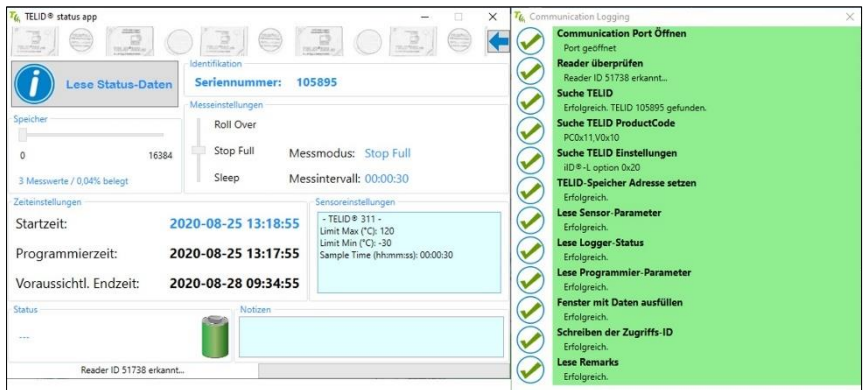 TELID® status app
Identifikation
Lese Status-Daten
Seriennummer: 105895
Messeinstellungen
Speicher
Roll Over
Stop Full
Sleep
0 16384
3 Messwerte / 0,04% belegt
Messmodus: Stop Full
Messintervall: 00:00:30
Zeiteinstellungen
Startzeit: 2020-08-25 13:18:55
Programmierzeit: 2020-08-25 13:17:55
Voraussichtl. Endzeit: 2020-08-28 09:34:55
Sensoreinstellungen
- TELID® 311 -
Limit Max (°C): 120
Limit Min (°C): -30
Sample Time (hh:mm:ss): 00:00:30
Status
---
Notizen
Reader ID 51738 erkannt...
Communication Logging
Communication Port Öffnen
Port geöffnet
Reader überprüfen
Reader ID 51738 erkannt...
Suche TELID
Erfolgreich. TELID 105895 gefunden.
Suche TELID ProductCode
PC0x11,V0x10
Suche TELID Einstellungen
iID®-L option 0x20
TELID-Speicher Adresse setzen
Erfolgreich.
Lese Sensor-Parameter
Erfolgreich.
Lese Logger-Status
Erfolgreich.
Lese Programmier-Parameter
Erfolgreich.
Fenster mit Daten ausfüllen
Erfolgreich.
Schreiben der Zugriffs-ID
Erfolgreich.
Lese Remarks
Erfolgreich.